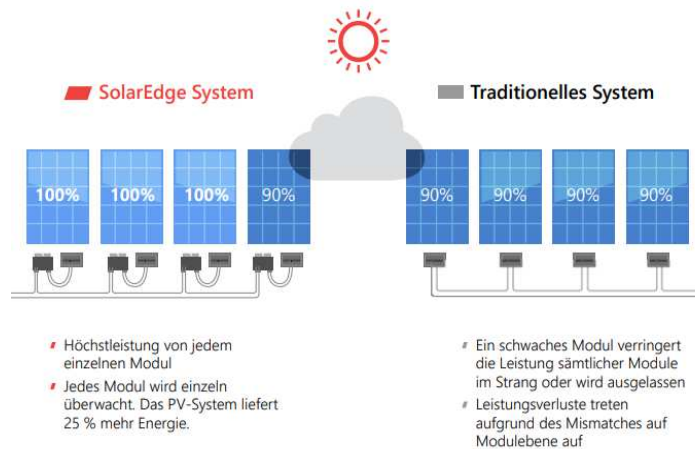 SolarEdge System
Traditionelles System
100% 100% 100% 90%
90% 90% 90% 90%
Höchstleistung von jedem
einzelnen Modul
Jedes Modul wird einzeln
überwacht. Das PV-System liefert
25 % mehr Energie.
Ein schwaches Modul verringert
die Leistung sämtlicher Module
im Strang oder wird ausgelassen
Leistungsverluste treten
aufgrund des Mismatches auf
Modulebene auf